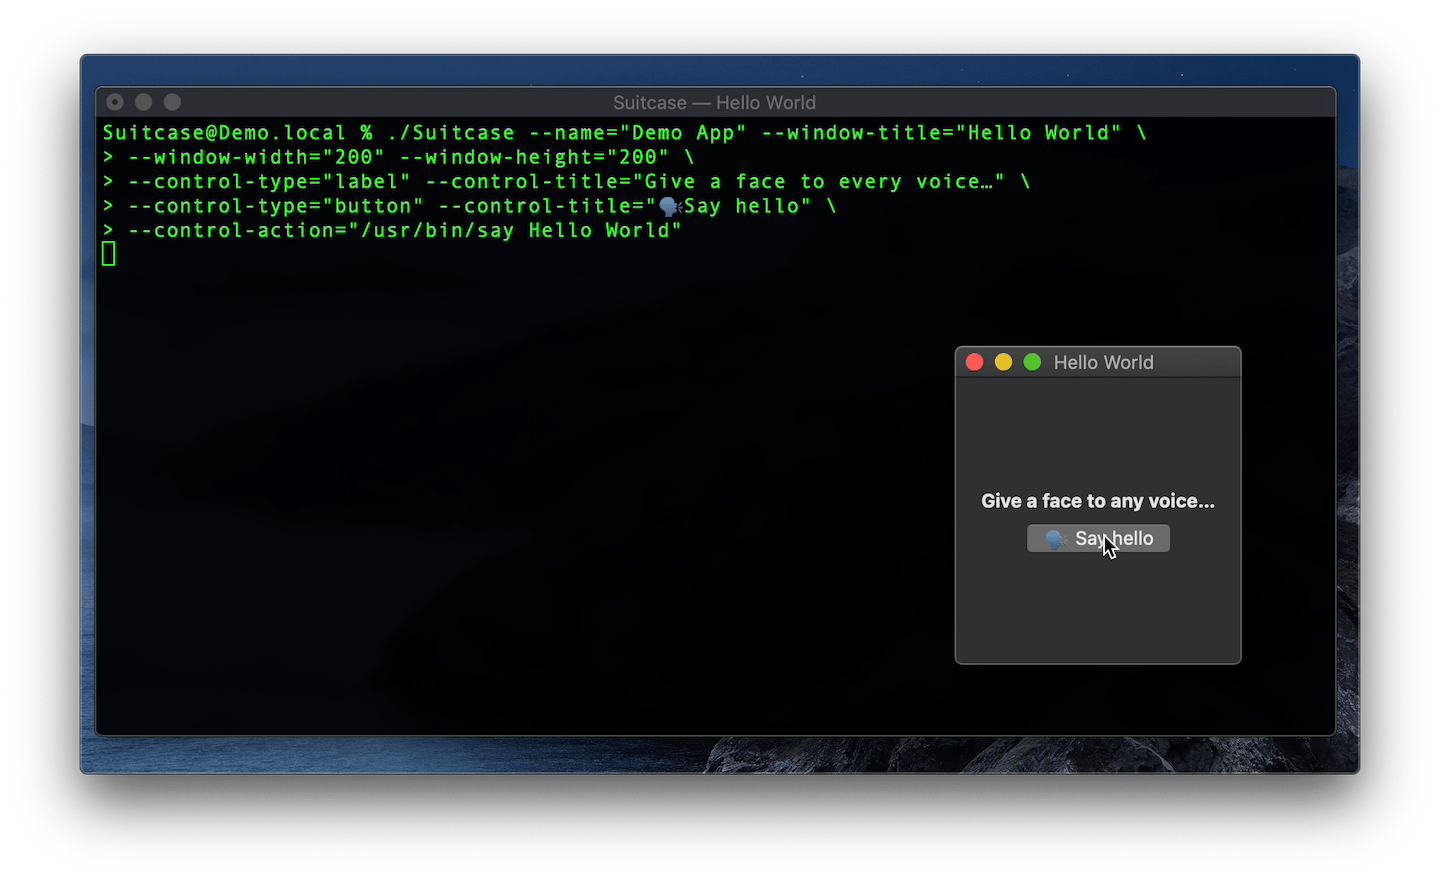 Suitcase — Hello World
Suitcase@Demo.local % ./Suitcase --name="Demo App" --window-title="Hello World" \
> --window-width="200" --window-height="200" \
> --control-type="label" --control-title="Give a face to every voice…" \
> --control-type="button" --control-title="🗣Say hello" \
> --control-action="/usr/bin/say Hello World"
Hello World
Give a face to any voice...
🗣 Say hello